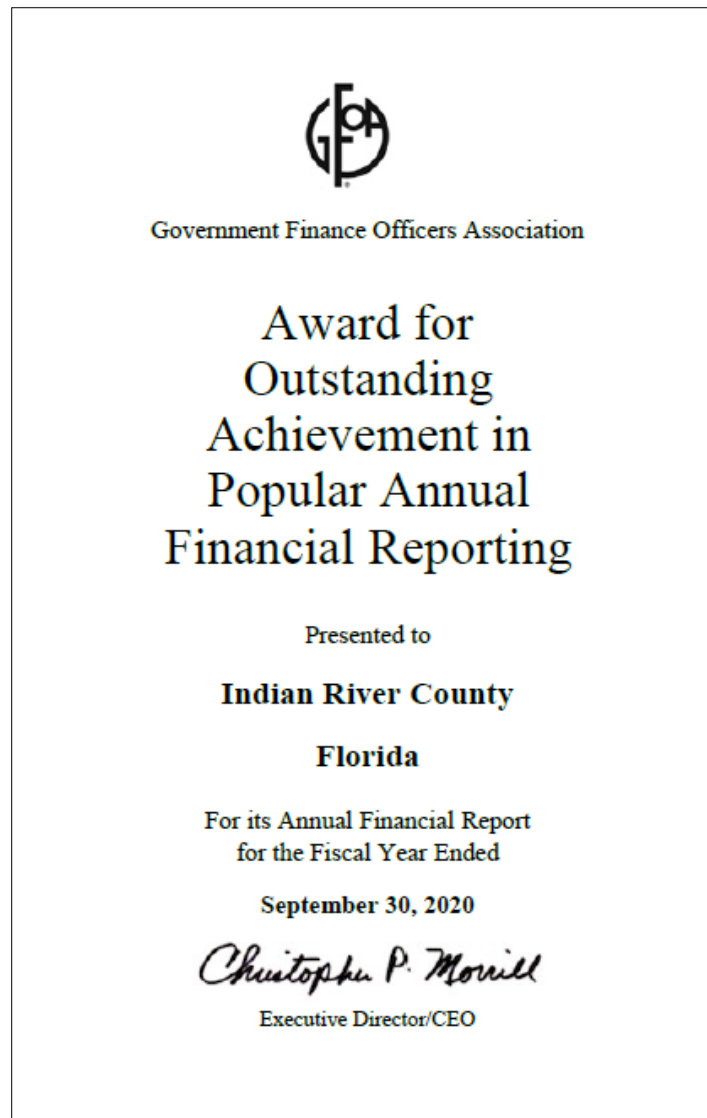 GFOA
Government Finance Officers Association
Award for
Outstanding
Achievement in
Popular Annual
Financial Reporting
Presented to
Indian River County
Florida
For its Annual Financial Report
for the Fiscal Year Ended
September 30, 2020
Christopher P. Morrill
Executive Director/CEO